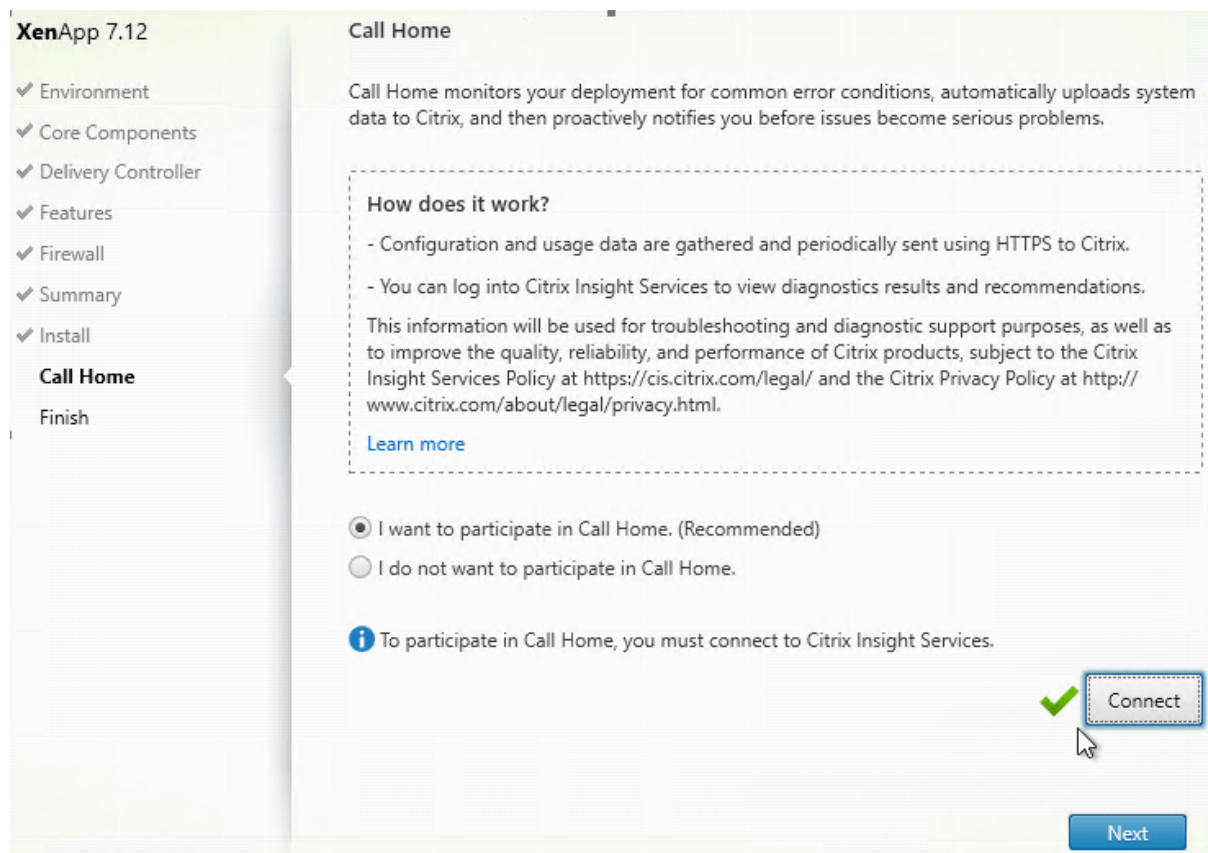 XenApp 7.12
Environment
Core Components
Delivery Controller
Features
Firewall
Summary
Install
Call Home
Finish
Call Home
Call Home monitors your deployment for common error conditions, automatically uploads system
data to Citrix, and then proactively notifies you before issues become serious problems.
How does it work?
- Configuration and usage data are gathered and periodically sent using HTTPS to Citrix.
- You can log into Citrix Insight Services to view diagnostics results and recommendations.
This information will be used for troubleshooting and diagnostic support purposes, as well as
to improve the quality, reliability, and performance of Citrix products, subject to the Citrix
Insight Services Policy at https://cis.citrix.com/legal/ and the Citrix Privacy Policy at http://
www.citrix.com/about/legal/privacy.html.
Learn more
I want to participate in Call Home. (Recommended)
I do not want to participate in Call Home.
To participate in Call Home, you must connect to Citrix Insight Services.
Connect
Next